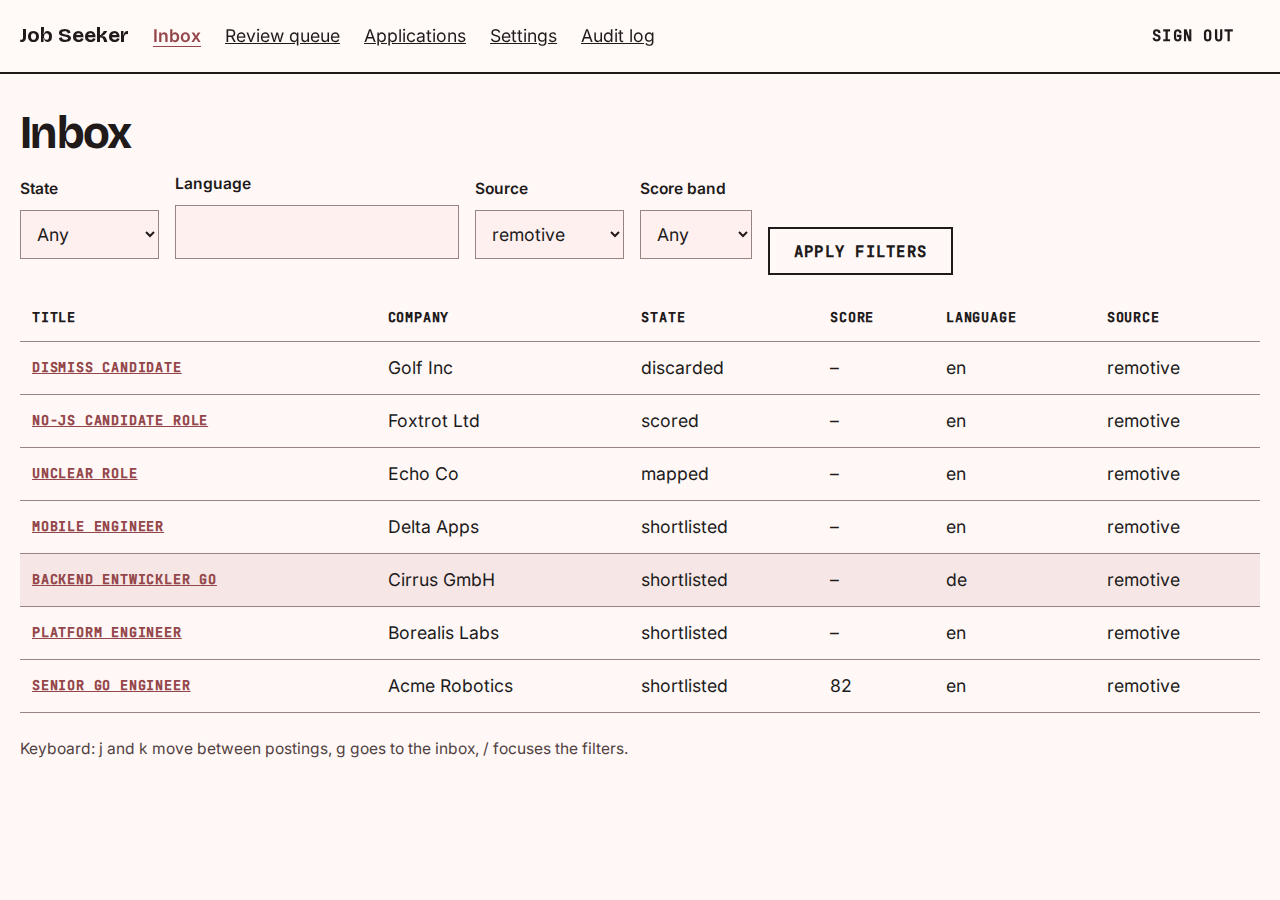 Job Seeker Inbox Review queue Applications Settings Audit log SIGN OUT
Inbox
State Language Source Score band
Any remotive Any APPLY FILTERS
TITLE COMPANY STATE SCORE LANGUAGE SOURCE
DISMISS CANDIDATE Golf Inc discarded – en remotive
NO-JS CANDIDATE ROLE Foxtrot Ltd scored – en remotive
UNCLEAR ROLE Echo Co mapped – en remotive
MOBILE ENGINEER Delta Apps shortlisted – en remotive
BACKEND ENTWICKLER GO Cirrus GmbH shortlisted – de remotive
PLATFORM ENGINEER Borealis Labs shortlisted – en remotive
SENIOR GO ENGINEER Acme Robotics shortlisted 82 en remotive
Keyboard: j and k move between postings, g goes to the inbox, / focuses the filters.